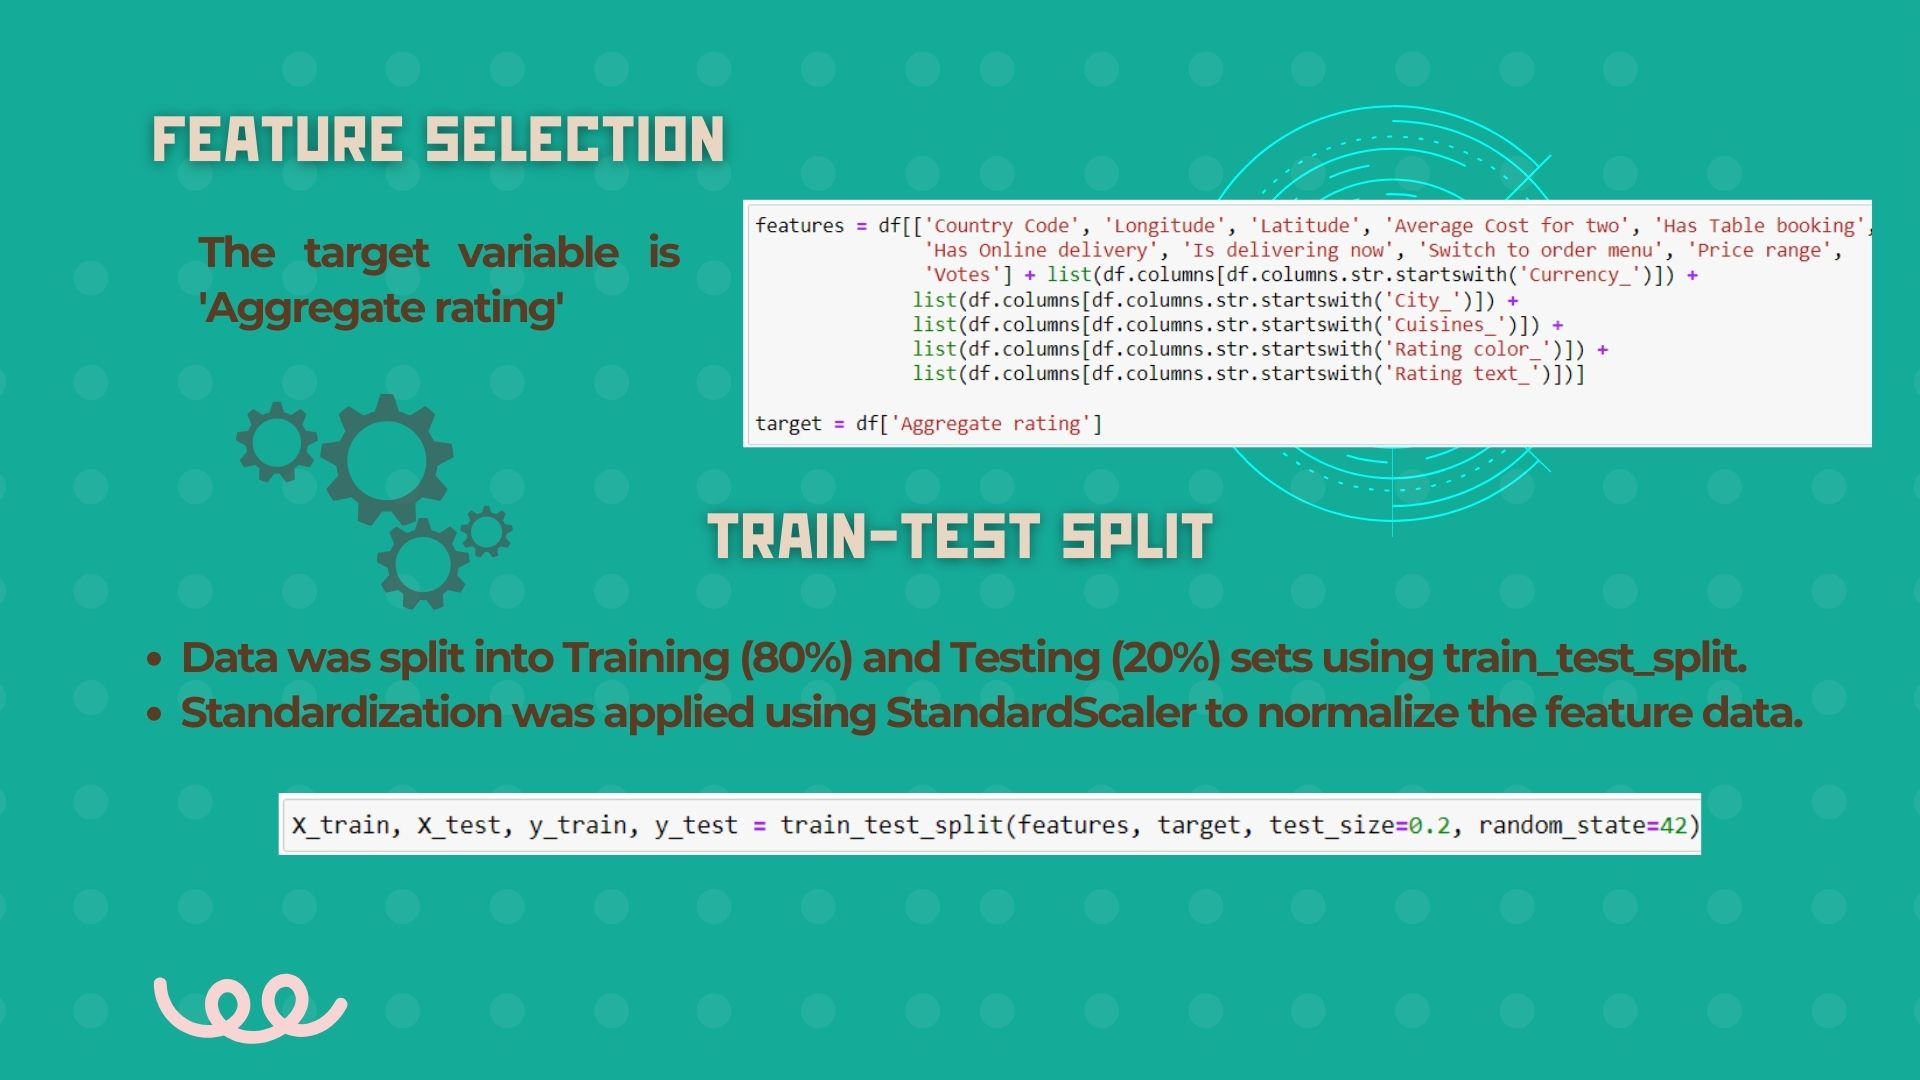 FEATURE SELECTION
The target variable is
'Aggregate rating'
features = df[['Country Code', 'Longitude', 'Latitude', 'Average Cost for two', 'Has Table booking',
'Has Online delivery', 'Is delivering now', 'Switch to order menu', 'Price range',
'Votes'] + list(df.columns[df.columns.str.startswith('Currency_')]) +
list(df.columns[df.columns.str.startswith('City_')]) +
list(df.columns[df.columns.str.startswith('Cuisines_')]) +
list(df.columns[df.columns.str.startswith('Rating color_')]) +
list(df.columns[df.columns.str.startswith('Rating text_')])]
target = df['Aggregate rating']
TRAIN-TEST SPLIT
• Data was split into Training (80%) and Testing (20%) sets using train_test_split.
• Standardization was applied using StandardScaler to normalize the feature data.
X_train, X_test, y_train, y_test = train_test_split(features, target, test_size=0.2, random_state=42)